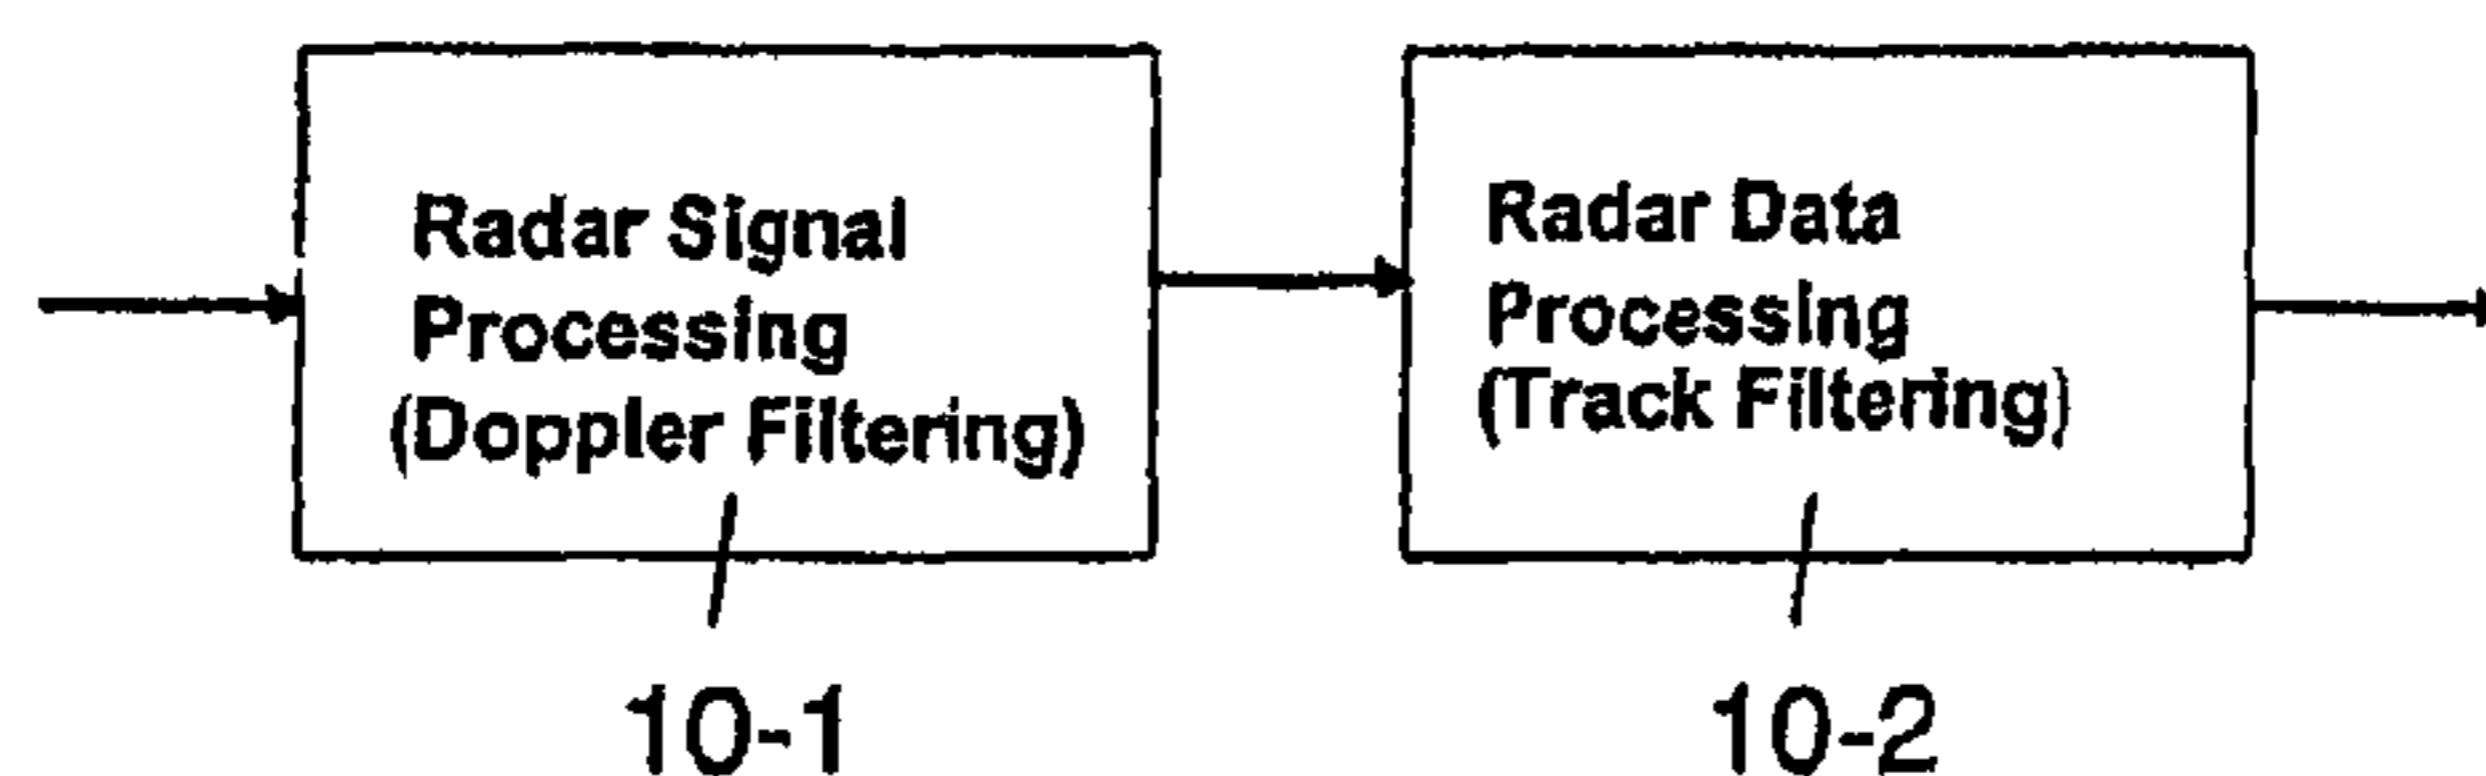 Radar Signal
Processing
(Doppler Filtering)
Radar Data
Processing
(Track Filtering)
10-1
10-2